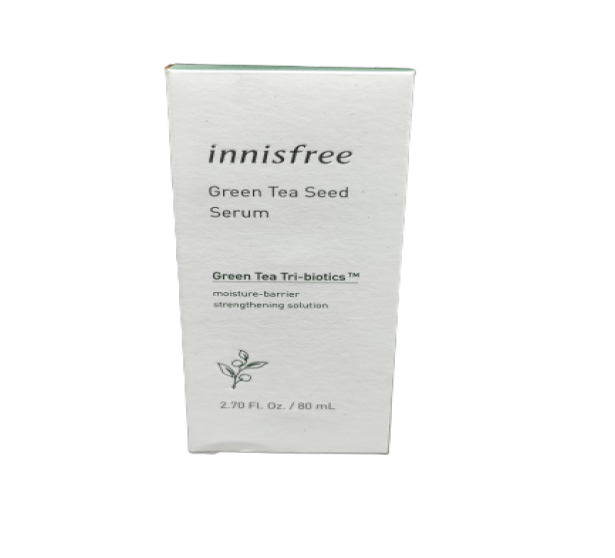 innisfree
Green Tea Seed
Serum
Green Tea Tri-biotics™
moisture-barrier
strengthening solution
2.70 Fl. Oz. / 80 mL